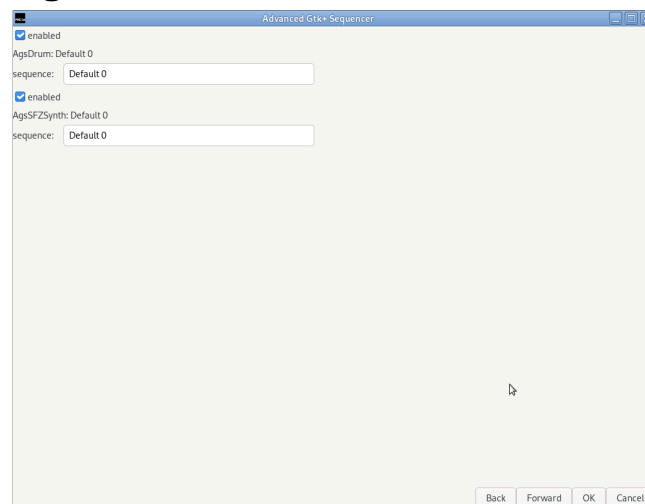 Advanced Gtk+ Sequencer
enabled
AgsDrum: Default 0
sequence: Default 0
enabled
AgsSFZSynth: Default 0
sequence: Default 0
Back Forward OK Cancel